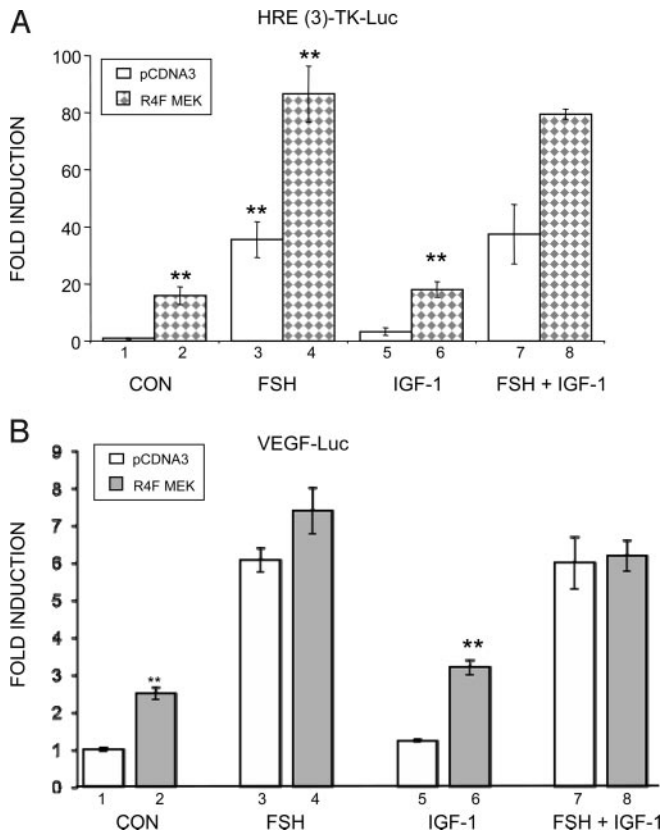 A
HRE (3)-TK-Luc
pCDNA3
R4F MEK
FOLD INDUCTION
100
80
60
40
20
0
**
**
**
**
1 2 3 4 5 6 7 8
CON FSH IGF-1 FSH + IGF-1
B
VEGF-Luc
pCDNA3
R4F MEK
FOLD INDUCTION
9
8
7
6
5
4
3
2
1
0
**
**
1 2 3 4 5 6 7 8
CON FSH IGF-1 FSH + IGF-1